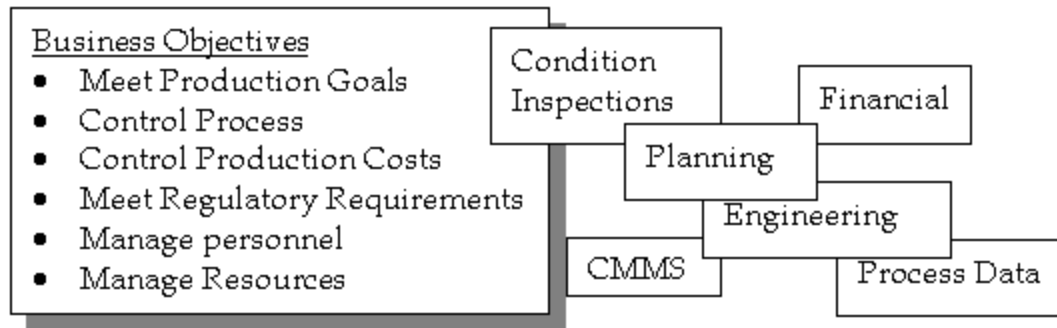 Business Objectives
• Meet Production Goals
• Control Process
• Control Production Costs
• Meet Regulatory Requirements
• Manage personnel
• Manage Resources
Condition
Inspections
Financial
Planning
Engineering
CMMS
Process Data